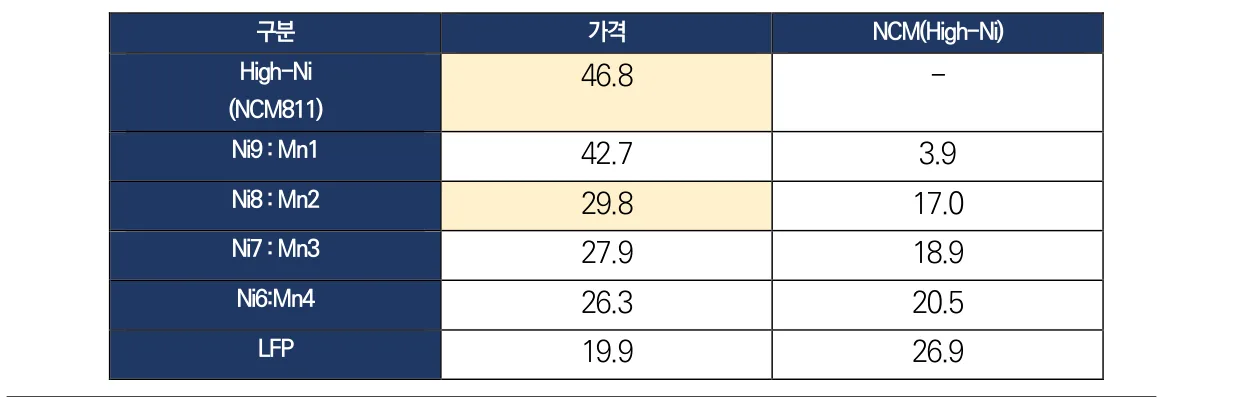 구분 가격 NCM(High-Ni)
High-Ni
(NCM811) 46.8 -
Ni9 : Mn1 42.7 3.9
Ni8 : Mn2 29.8 17.0
Ni7 : Mn3 27.9 18.9
Ni6:Mn4 26.3 20.5
LFP 19.9 26.9